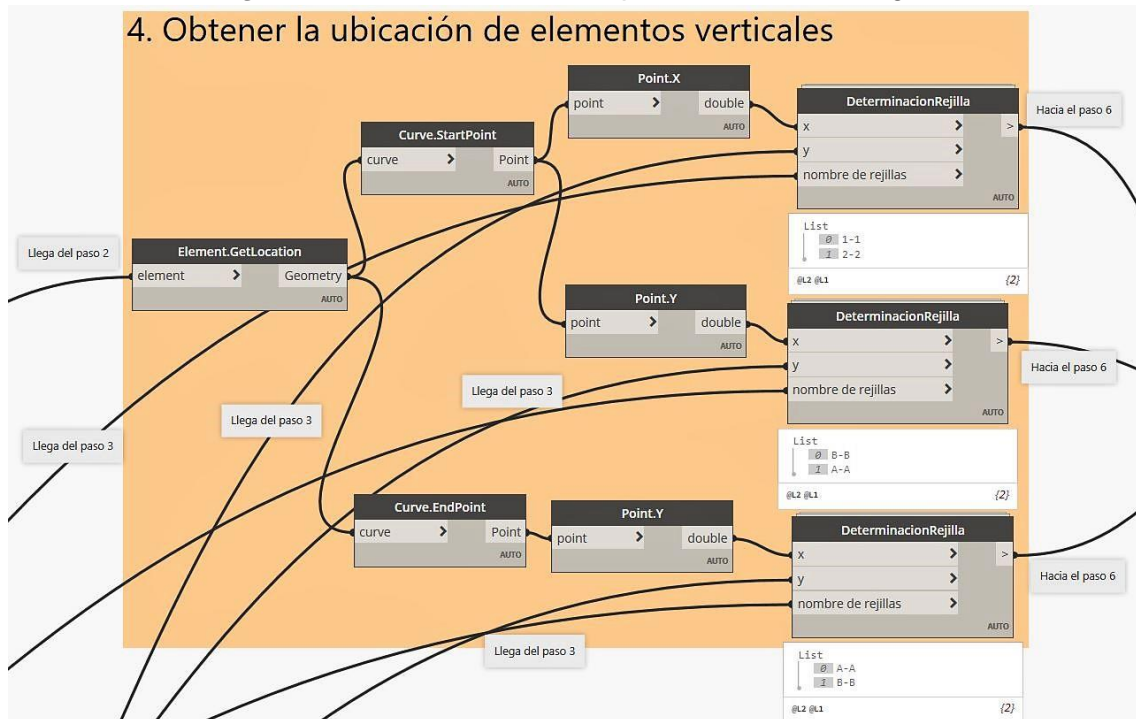 4. Obtener la ubicación de elementos verticales
Llega del paso 2
Element.GetLocation
element > Geometry
AUTO
Curve.StartPoint
curve > Point
AUTO
Point.X
point > double
AUTO
DeterminacionRejilla
x > >
y >
nombre de rejillas >
AUTO
Hacia el paso 6
List
0 1-1
1 2-2
@L2 @L1 {2}
Point.Y
point > double
AUTO
DeterminacionRejilla
x > >
y >
nombre de rejillas >
AUTO
Hacia el paso 6
List
0 B-B
1 A-A
@L2 @L1 {2}
Llega del paso 3
Llega del paso 3
Llega del paso 3
Curve.EndPoint
curve > Point
AUTO
Point.Y
point > double
AUTO
DeterminacionRejilla
x > >
y >
nombre de rejillas >
AUTO
Hacia el paso 6
Llega del paso 3
List
0 A-A
1 B-B
@L2 @L1 {2}